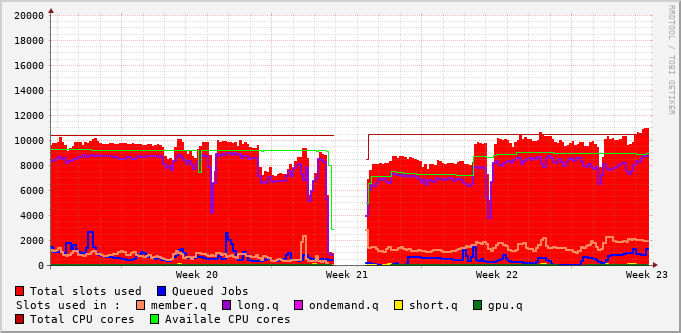 20000
18000
16000
14000
12000
10000
8000
6000
4000
2000
0
Week 20 Week 21 Week 22 Week 23
Total slots used Queued Jobs
Slots used in : member.q long.q ondemand.q short.q gpu.q
Total CPU cores Availale CPU cores
RRDTOOL / TOBI OETIKER